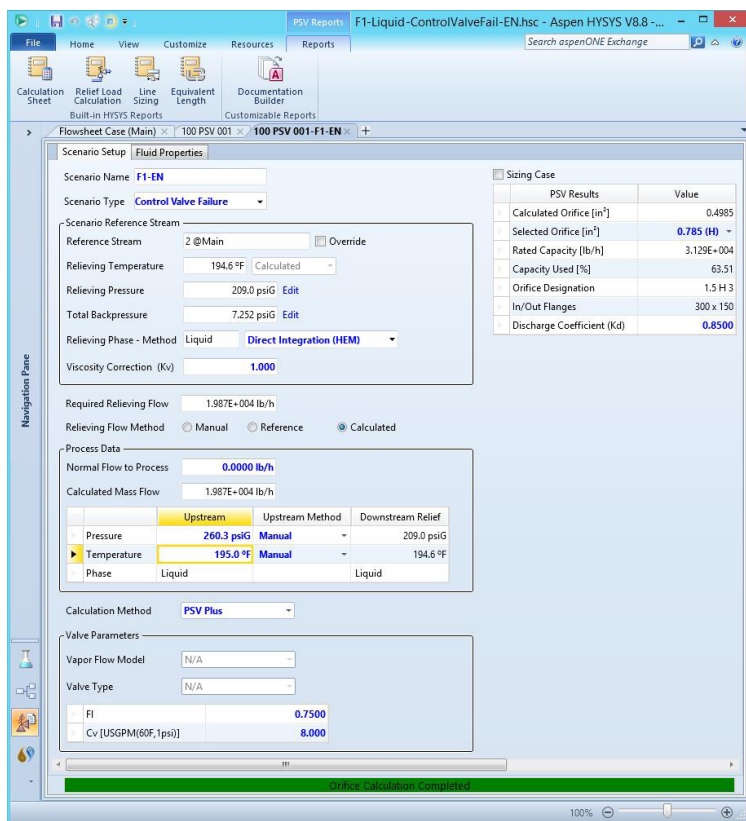 PSV Reports F1-Liquid-ControlValveFail-EN.hsc - Aspen HYSYS V8.8 -...
File Home View Customize Resources Reports Search aspenONE Exchange
Calculation Sheet
Relief Load Calculation
Line Sizing
Equivalent Length
Documentation Builder
Built-in HYSYS Reports Customizable Reports
Flowsheet Case (Main) 100 PSV 001 100 PSV 001-F1-EN +
Navigation Pane
Scenario Setup Fluid Properties
Scenario Name F1-EN
Scenario Type Control Valve Failure
Scenario Reference Stream
Reference Stream 2 @Main Override
Relieving Temperature 194.6 ºF Calculated
Relieving Pressure 209.0 psiG Edit
Total Backpressure 7.252 psiG Edit
Relieving Phase - Method Liquid Direct Integration (HEM)
Viscosity Correction (Kv) 1.000
Required Relieving Flow 1.987E+004 lb/h
Relieving Flow Method Manual Reference Calculated
Process Data
Normal Flow to Process 0.0000 lb/h
Calculated Mass Flow 1.987E+004 lb/h
Upstream Upstream Method Downstream Relief
Pressure 260.3 psiG Manual 209.0 psiG
Temperature 195.0 ºF Manual 194.6 ºF
Phase Liquid Liquid
Calculation Method PSV Plus
Valve Parameters
Vapor Flow Model N/A
Valve Type N/A
Fl 0.7500
Cv [USGPM(60F,1psi)] 8.000
Sizing Case
PSV Results Value
Calculated Orifice [in²] 0.4985
Selected Orifice [in²] 0.785 (H)
Rated Capacity [lb/h] 3.129E+004
Capacity Used [%] 63.51
Orifice Designation 1.5 H 3
In/Out Flanges 300 x 150
Discharge Coefficient (Kd) 0.8500
Orifice Calculation Completed
100%